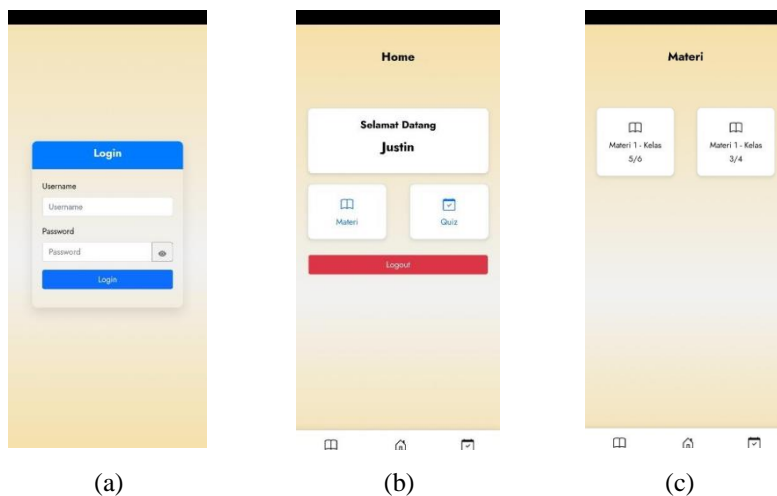 Login
Username
Username
Password
Password
Login
(a)
Home
Selamat Datang
Justin
Materi
Quiz
Logout
(b)
Materi
Materi 1 - Kelas
5/6
Materi 1 - Kelas
3/4
(c)